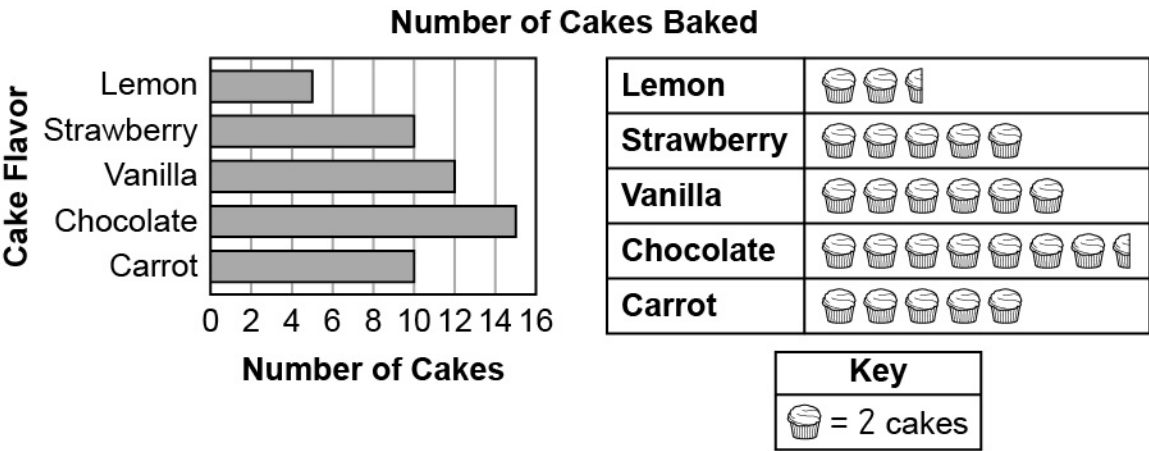 Number of Cakes Baked
Cake Flavor
Lemon
Strawberry
Vanilla
Chocolate
Carrot
0 2 4 6 8 10 12 14 16
Number of Cakes
Lemon
Strawberry
Vanilla
Chocolate
Carrot
Key
= 2 cakes